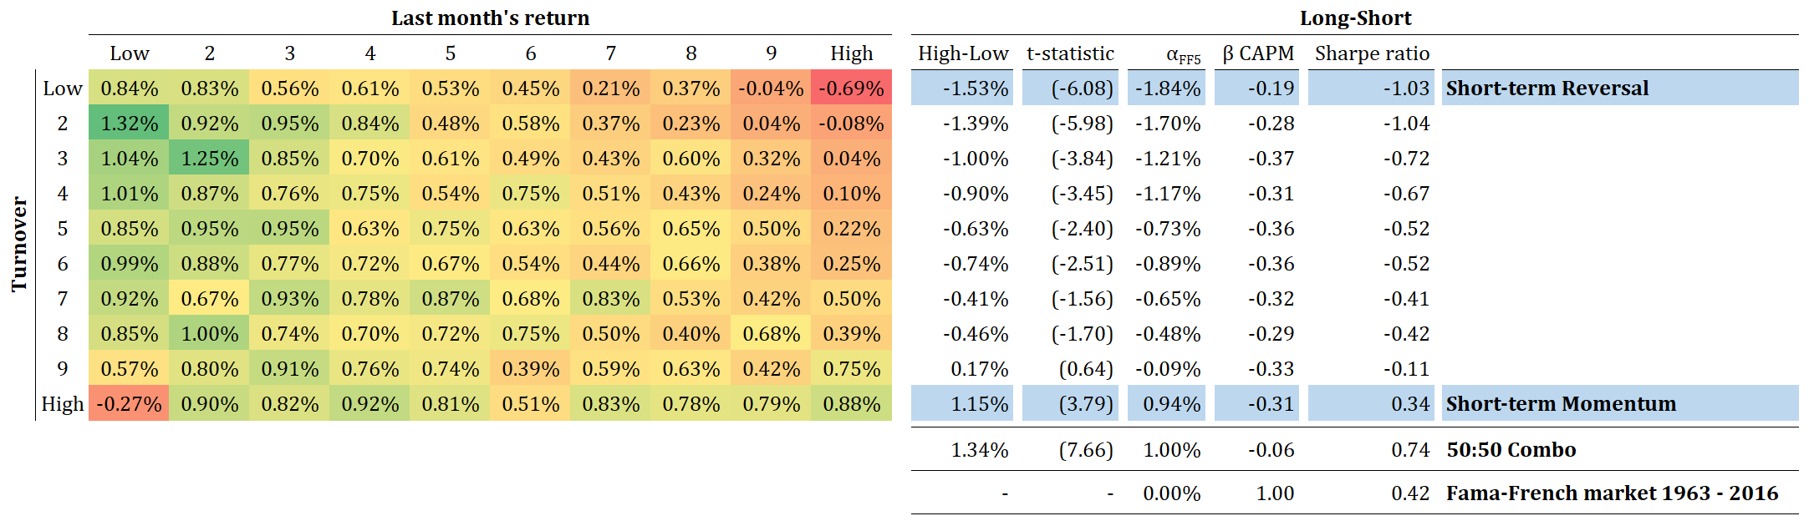 Last month's return Long-Short
Low 2 3 4 5 6 7 8 9 High High-Low t-statistic αFF5 β CAPM Sharpe ratio
Turnover
Low 0.84% 0.83% 0.56% 0.61% 0.53% 0.45% 0.21% 0.37% -0.04% -0.69% -1.53% (-6.08) -1.84% -0.19 -1.03 Short-term Reversal
2 1.32% 0.92% 0.95% 0.84% 0.48% 0.58% 0.37% 0.23% 0.04% -0.08% -1.39% (-5.98) -1.70% -0.28 -1.04
3 1.04% 1.25% 0.85% 0.70% 0.61% 0.49% 0.43% 0.60% 0.32% 0.04% -1.00% (-3.84) -1.21% -0.37 -0.72
4 1.01% 0.87% 0.76% 0.75% 0.54% 0.75% 0.51% 0.43% 0.24% 0.10% -0.90% (-3.45) -1.17% -0.31 -0.67
5 0.85% 0.95% 0.95% 0.63% 0.75% 0.63% 0.56% 0.65% 0.50% 0.22% -0.63% (-2.40) -0.73% -0.36 -0.52
6 0.99% 0.88% 0.77% 0.72% 0.67% 0.54% 0.44% 0.66% 0.38% 0.25% -0.74% (-2.51) -0.89% -0.36 -0.52
7 0.92% 0.67% 0.93% 0.78% 0.87% 0.68% 0.83% 0.53% 0.42% 0.50% -0.41% (-1.56) -0.65% -0.32 -0.41
8 0.85% 1.00% 0.74% 0.70% 0.72% 0.75% 0.50% 0.40% 0.68% 0.39% -0.46% (-1.70) -0.48% -0.29 -0.42
9 0.57% 0.80% 0.91% 0.76% 0.74% 0.39% 0.59% 0.63% 0.42% 0.75% 0.17% (0.64) -0.09% -0.33 -0.11
High -0.27% 0.90% 0.82% 0.92% 0.81% 0.51% 0.83% 0.78% 0.79% 0.88% 1.15% (3.79) 0.94% -0.31 0.34 Short-term Momentum
1.34% (7.66) 1.00% -0.06 0.74 50:50 Combo
- - 0.00% 1.00 0.42 Fama-French market 1963 - 2016